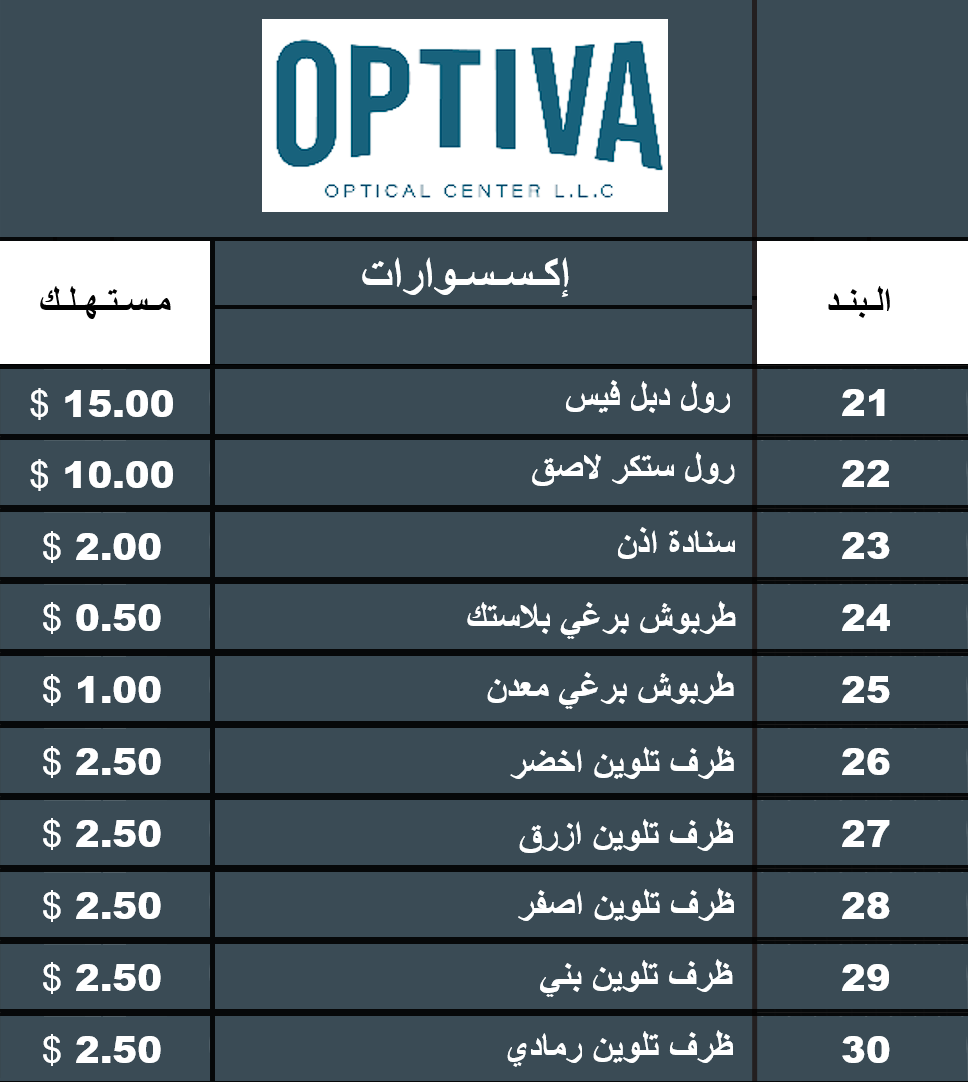 OPTIVA
OPTICAL CENTER L.L.C
البند إكسسوارات مستهلك
21 رول دبل فيس $ 15.00
22 رول ستكر لاصق $ 10.00
23 سنادة اذن $ 2.00
24 طربوش برغي بلاستك $ 0.50
25 طربوش برغي معدن $ 1.00
26 ظرف تلوين اخضر $ 2.50
27 ظرف تلوين ازرق $ 2.50
28 ظرف تلوين اصفر $ 2.50
29 ظرف تلوين بني $ 2.50
30 ظرف تلوين رمادي $ 2.50